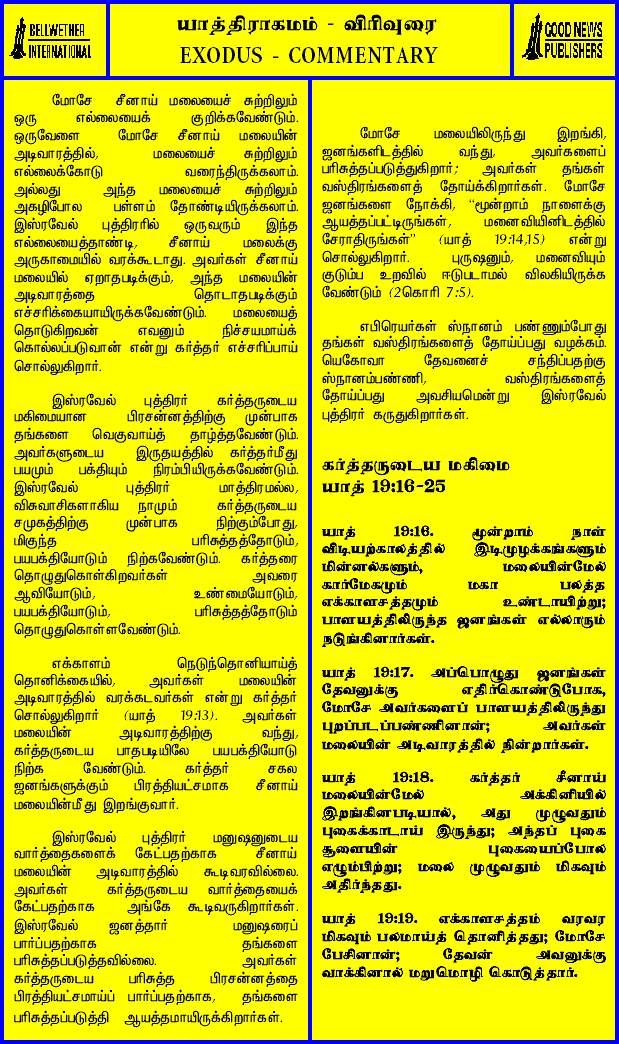 BELLWETHER
INTERNATIONAL
யாத்திராகமம் - விரிவுரை
EXODUS - COMMENTARY
GOOD NEWS
PUBLISHERS
மோசே சீனாய் மலையைச் சுற்றிலும்
ஒரு எல்லையைக் குறிக்கவேண்டும்.
ஒருவேளை மோசே சீனாய் மலையின்
அடிவாரத்தில், மலையைச் சுற்றிலும்
எல்லைக்கோடு வரைந்திருக்கலாம்.
அல்லது அந்த மலையைச் சுற்றிலும்
அகழிபோல பள்ளம் தோண்டியிருக்கலாம்.
இஸ்ரவேல் புத்திரரில் ஒருவரும் இந்த
எல்லையைத்தாண்டி, சீனாய் மலைக்கு
அருகாமையில் வரக்கூடாது. அவர்கள் சீனாய்
மலையில் ஏறாதபடிக்கும், அந்த மலையின்
அடிவாரத்தை தொடாதபடிக்கும்
எச்சரிக்கையாயிருக்கவேண்டும். மலையைத்
தொடுகிறவன் எவனும் நிச்சயமாய்க்
கொல்லப்படுவான் என்று கர்த்தர் எச்சரிப்பாய்
சொல்லுகிறார்.
இஸ்ரவேல் புத்திரர் கர்த்தருடைய
மகிமையான பிரசன்னத்திற்கு முன்பாக
தங்களை வெகுவாய்த் தாழ்த்தவேண்டும்.
அவர்களுடைய இருதயத்தில் கர்த்தர்மீது
பயமும் பக்தியும் நிரம்பியிருக்கவேண்டும்.
இஸ்ரவேல் புத்திரர் மாத்திரமல்ல,
விசுவாசிகளாகிய நாமும் கர்த்தருடைய
சமுகத்திற்கு முன்பாக நிற்கும்போது,
மிகுந்த பரிசுத்தத்தோடும்,
பயபக்தியோடும் நிற்கவேண்டும். கர்த்தரை
தொழுதுகொள்கிறவர்கள் அவரை
ஆவியோடும், உண்மையோடும்,
பயபக்தியோடும், பரிசுத்தத்தோடும்
தொழுதுகொள்ளவேண்டும்.
எக்காளம் நெடுந்தொனியாய்த்
தொனிக்கையில், அவர்கள் மலையின்
அடிவாரத்தில் வரக்கடவர்கள் என்று கர்த்தர்
சொல்லுகிறார் (யாத் 19:13). அவர்கள்
மலையின் அடிவாரத்திற்கு வந்து,
கர்த்தருடைய பாதபடியிலே பயபக்தியோடு
நிற்க வேண்டும். கர்த்தர் சகல
ஜனங்களுக்கும் பிரத்தியட்சமாக சீனாய்
மலையின்மீது இறங்குவார்.
இஸ்ரவேல் புத்திரர் மனுஷனுடைய
வார்த்தைகளைக் கேட்பதற்காக சீனாய்
மலையின் அடிவாரத்தில் கூடிவரவில்லை.
அவர்கள் கர்த்தருடைய வார்த்தையைக்
கேட்பதற்காக அங்கே கூடிவருகிறார்கள்.
இஸ்ரவேல் ஜனத்தார் மனுஷரைப்
பார்ப்பதற்காக தங்களை
பரிசுத்தப்படுத்தவில்லை. அவர்கள்
கர்த்தருடைய பரிசுத்த பிரசன்னத்தை
பிரத்தியட்சமாய்ப் பார்ப்பதற்காக, தங்களை
பரிசுத்தப்படுத்தி ஆயத்தமாயிருக்கிறார்கள்.
மோசே மலையிலிருந்து இறங்கி,
ஜனங்களிடத்தில் வந்து, அவர்களைப்
பரிசுத்தப்படுத்துகிறார்; அவர்கள் தங்கள்
வஸ்திரங்களைத் தோய்க்கிறார்கள். மோசே
ஜனங்களை நோக்கி, “மூன்றாம் நாளைக்கு
ஆயத்தப்பட்டிருங்கள், மனைவியினிடத்தில்
சேராதிருங்கள்” (யாத் 19:14,15) என்று
சொல்லுகிறார். புருஷனும், மனைவியும்
குடும்ப உறவில் ஈடுபடாமல் விலகியிருக்க
வேண்டும் (2கொரி 7:5).
எபிரெயர்கள் ஸ்நானம் பண்ணும்போது
தங்கள் வஸ்திரங்களைத் தோய்ப்பது வழக்கம்.
யெகோவா தேவனைச் சந்திப்பதற்கு
ஸ்நானம்பண்ணி, வஸ்திரங்களைத்
தோய்ப்பது அவசியமென்று இஸ்ரவேல்
புத்திரர் கருதுகிறார்கள்.
கர்த்தருடைய மகிமை
யாத் 19:16-25
யாத் 19:16. மூன்றாம் நாள்
விடியற்காலத்தில் இடிமுழக்கங்களும்
மின்னல்களும், மலையின்மேல்
கார்மேகமும் மகா பலத்த
எக்காளசத்தமும் உண்டாயிற்று;
பாளயத்திலிருந்த ஜனங்கள் எல்லாரும்
நடுங்கினார்கள்.
யாத் 19:17. அப்பொழுது ஜனங்கள்
தேவனுக்கு எதிர்கொண்டுபோக,
மோசே அவர்களைப் பாளயத்திலிருந்து
புறப்படப்பண்ணினான்; அவர்கள்
மலையின் அடிவாரத்தில் நின்றார்கள்.
யாத் 19:18. கர்த்தர் சீனாய்
மலையின்மேல் அக்கினியில்
இறங்கினபடியால், அது முழுவதும்
புகைக்காடாய் இருந்து; அந்தப் புகை
சூளையின் புகையைப்போல
எழும்பிற்று; மலை முழுவதும் மிகவும்
அதிர்ந்தது.
யாத் 19:19. எக்காளசத்தம் வரவர
மிகவும் பலமாய்த் தொனித்தது; மோசே
பேசினான்; தேவன் அவனுக்கு
வாக்கினால் மறுமொழி கொடுத்தார்.